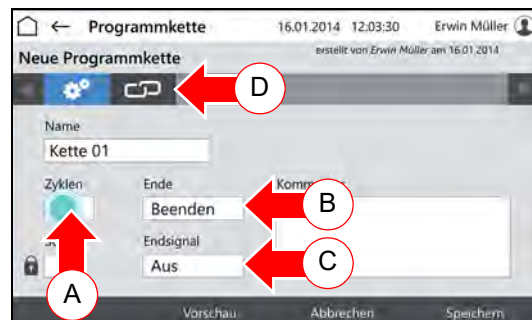 Programmkette 16.01.2014 12:03:30 Erwin Müller
Neue Programmkette erstellt von Erwin Müller am 16.01.2014
D
Name
Kette 01
Zyklen Ende
Beenden B
Endsignal
Aus C
A
Vorschau Abbrechen Speichern